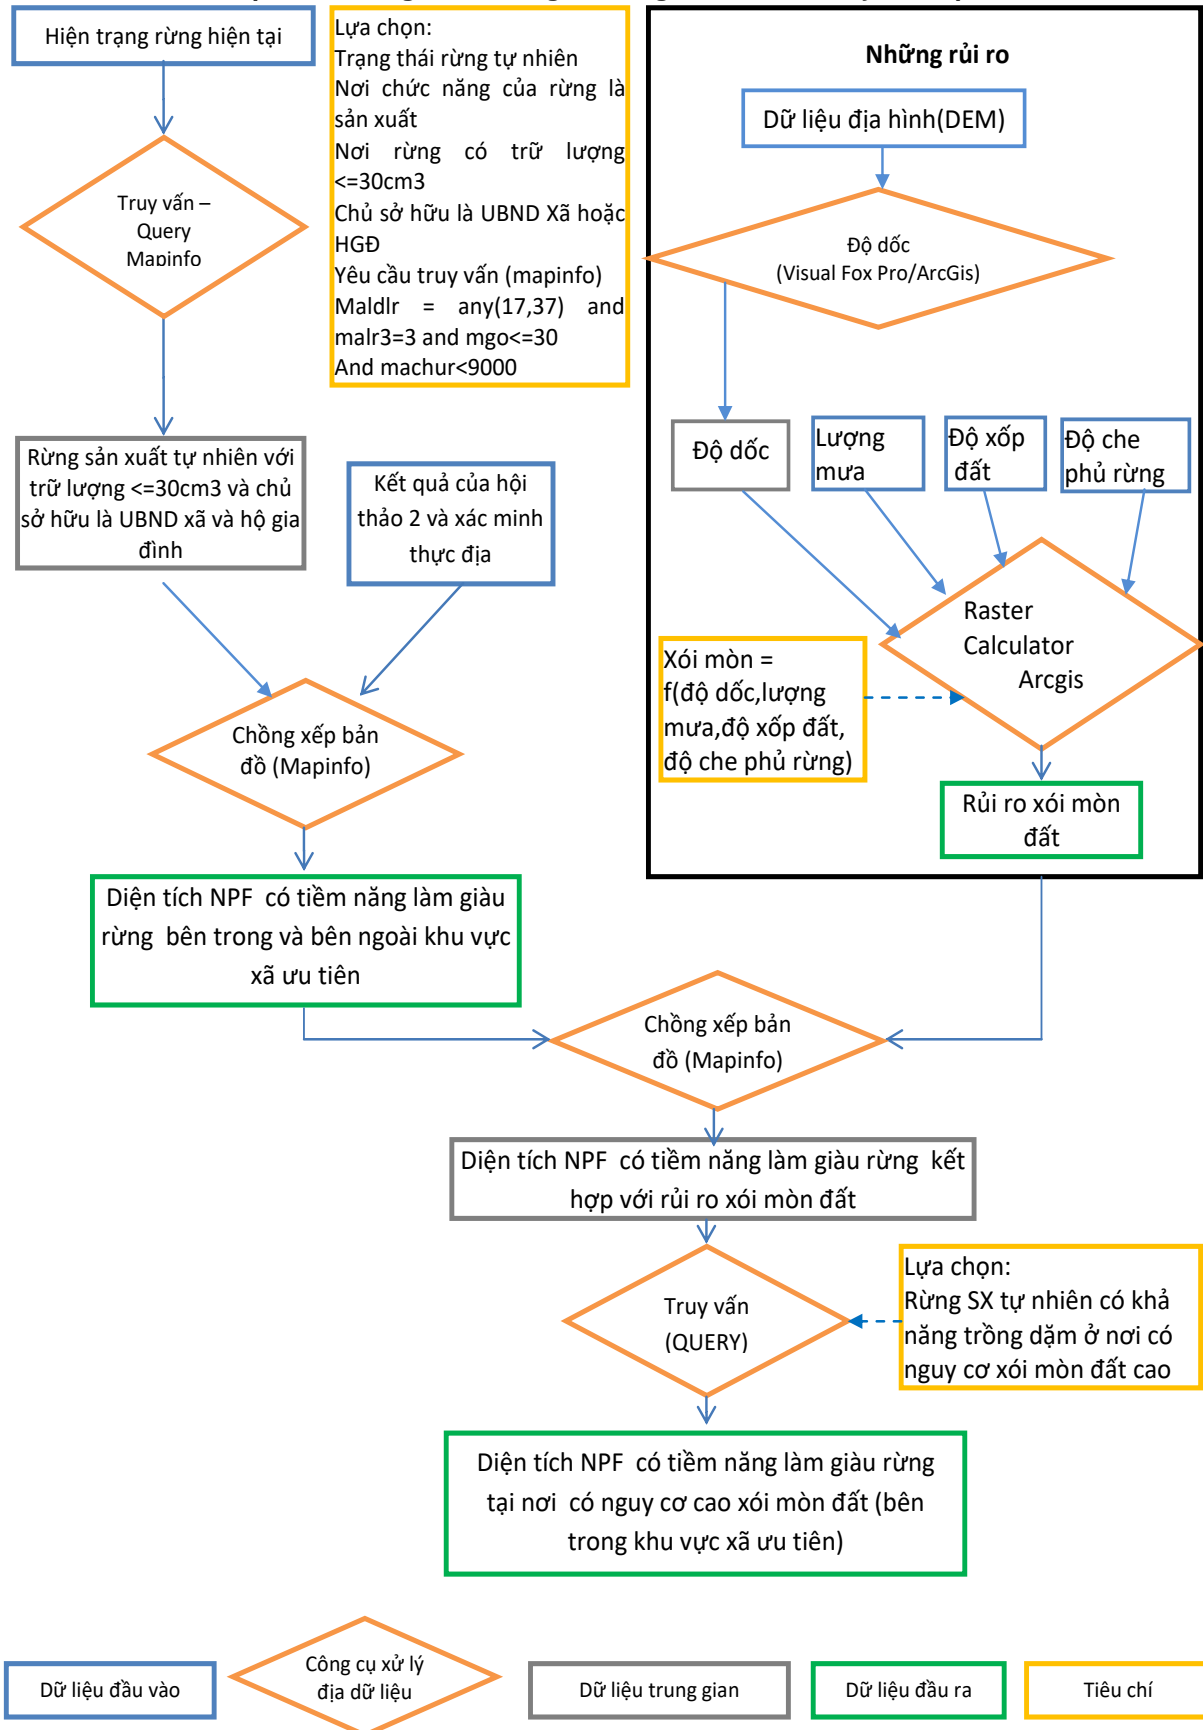 Hiện trạng rừng hiện tại
Truy vấn –
Query
Mapinfo
Lựa chọn:
Trạng thái rừng tự nhiên
Nơi chức năng của rừng là
sản xuất
Nơi rừng có trữ lượng
<=30cm3
Chủ sở hữu là UBND Xã hoặc
HGĐ
Yêu cầu truy vấn (mapinfo)
Maldlr = any(17,37) and
malr3=3 and mgo<=30
And machur<9000
Những rủi ro
Dữ liệu địa hình(DEM)
Độ dốc
(Visual Fox Pro/ArcGis)
Độ dốc
Lượng
mưa
Độ xốp
đất
Độ che
phủ rừng
Rừng sản xuất tự nhiên với
trữ lượng <=30cm3 và chủ
sở hữu là UBND xã và hộ gia
đình
Kết quả của hội
thảo 2 và xác minh
thực địa
Raster
Calculator
Arcgis
Xói mòn =
f(độ dốc,lượng
mưa,độ xốp đất,
độ che phủ rừng)
Chồng xếp bản
đồ (Mapinfo)
Rủi ro xói mòn
đất
Diện tích NPF có tiềm năng làm giàu
rừng bên trong và bên ngoài khu vực
xã ưu tiên
Chồng xếp bản
đồ (Mapinfo)
Diện tích NPF có tiềm năng làm giàu rừng kết
hợp với rủi ro xói mòn đất
Truy vấn
(QUERY)
Lựa chọn:
Rừng SX tự nhiên có khả
năng trồng dặm ở nơi có
nguy cơ xói mòn đất cao
Diện tích NPF có tiềm năng làm giàu rừng
tại nơi có nguy cơ cao xói mòn đất (bên
trong khu vực xã ưu tiên)
Dữ liệu đầu vào
Công cụ xử lý
địa dữ liệu
Dữ liệu trung gian
Dữ liệu đầu ra
Tiêu chí